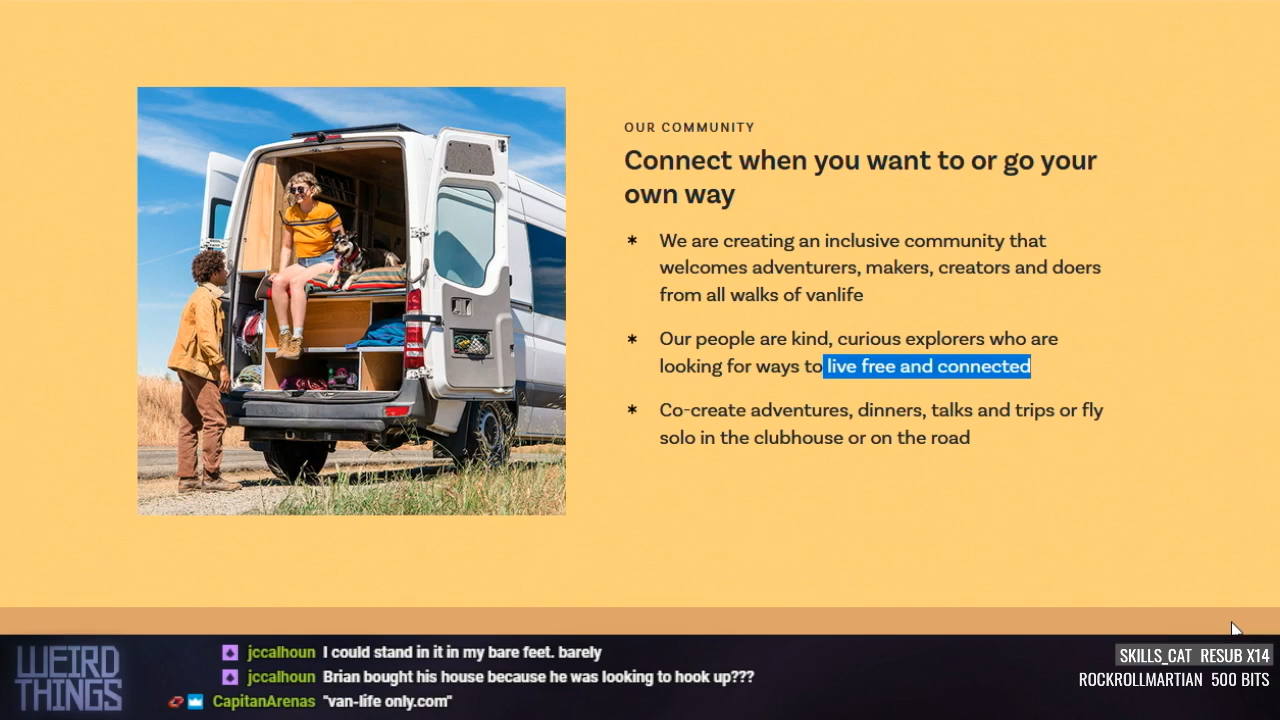 OUR COMMUNITY
Connect when you want to or go your
own way
* We are creating an inclusive community that
welcomes adventurers, makers, creators and doers
from all walks of vanlife
* Our people are kind, curious explorers who are
looking for ways to live free and connected
* Co-create adventures, dinners, talks and trips or fly
solo in the clubhouse or on the road
WEIRD
THINGS
jccalhoun I could stand in it in my bare feet. barely
jccalhoun Brian bought his house because he was looking to hook up???
CapitanArenas "van-life only.com"
SKILLS_CAT RESUB X14
ROCKROLLMARTIAN 500 BITS